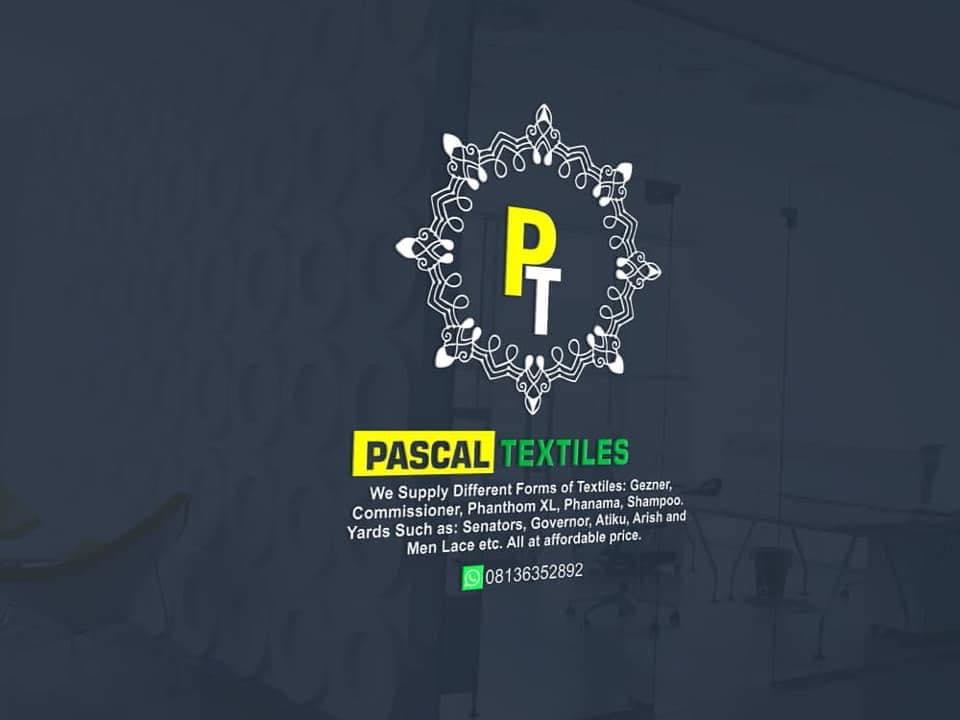 PT
PASCAL TEXTILES
We Supply Different Forms of Textiles: Gezner,
Commissioner, Phanthom XL, Phanama, Shampoo.
Yards Such as: Senators, Governor, Atiku, Arish and
Men Lace etc. All at affordable price.
08136352892